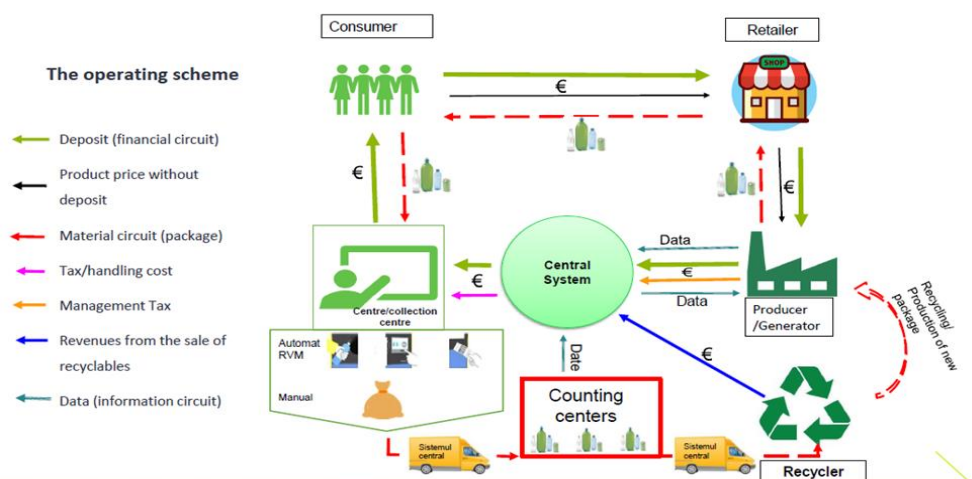 Consumer
Retailer
SHOP
The operating scheme
Deposit (financial circuit)
Product price without
deposit
Material circuit (package)
Tax/handling cost
Management Tax
Revenues from the sale of
recyclables
Data (information circuit)
€
€
€
€
€
€
Data
Data
Central
System
Centre/collection
centre
Producer
/Generator
Recycling/
Production of new
package
Automat
RVM
Manual
Date
Counting
centers
Sistemul
central
Sistemul
central
Recycler